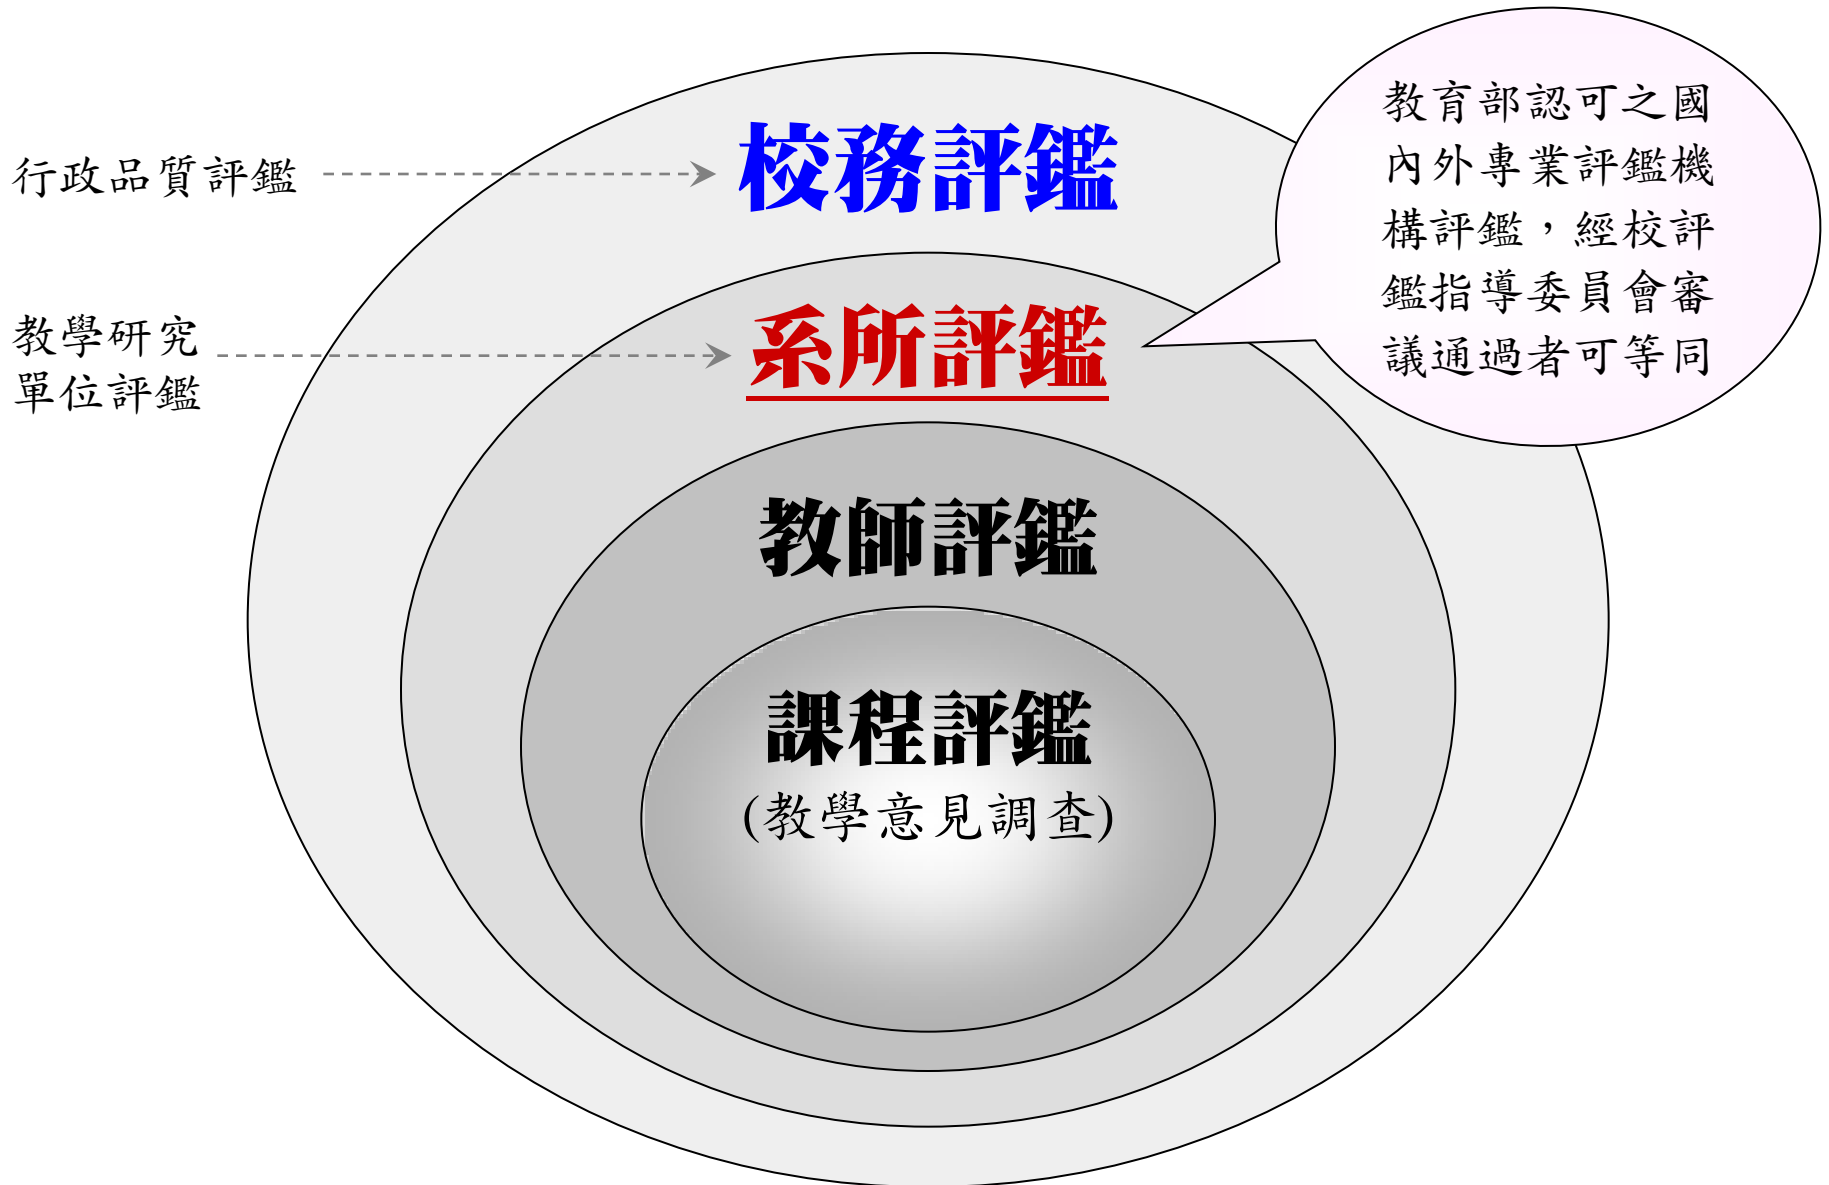 行政品質評鑑
校務評鑑
教育部認可之國
內外專業評鑑機
構評鑑，經校評
鑑指導委員會審
議通過者可等同
教學研究
單位評鑑
系所評鑑
教師評鑑
課程評鑑
(教學意見調查)